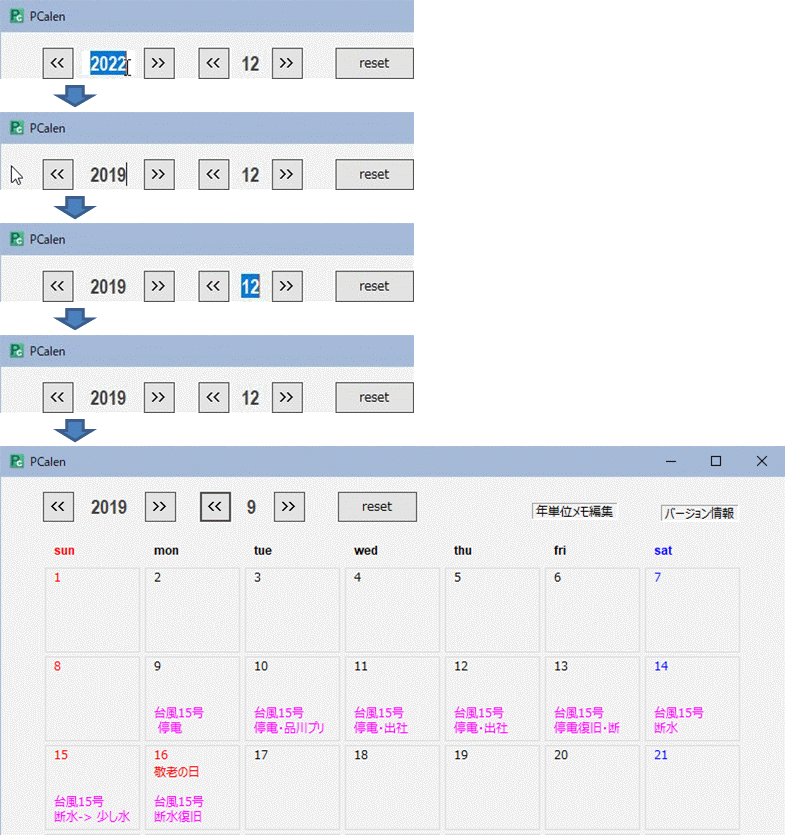 PCalen
<< 2022 >> << 12 >> reset
PCalen
<< 2019 >> << 12 >> reset
PCalen
<< 2019 >> << 12 >> reset
PCalen
<< 2019 >> << 12 >> reset
PCalen
<< 2019 >> << 9 >> reset 年単位メモ編集 バージョン情報
sun mon tue wed thu fri sat
1 2 3 4 5 6 7
8 9 10 11 12 13 14
台風15号 台風15号 台風15号 台風15号 台風15号 台風15号
停電 停電・品川プリ 停電・出社 停電・出社 停電復旧・断 断水
15 16 17 18 19 20 21
敬老の日
台風15号 台風15号
断水-> 少し水 断水復旧